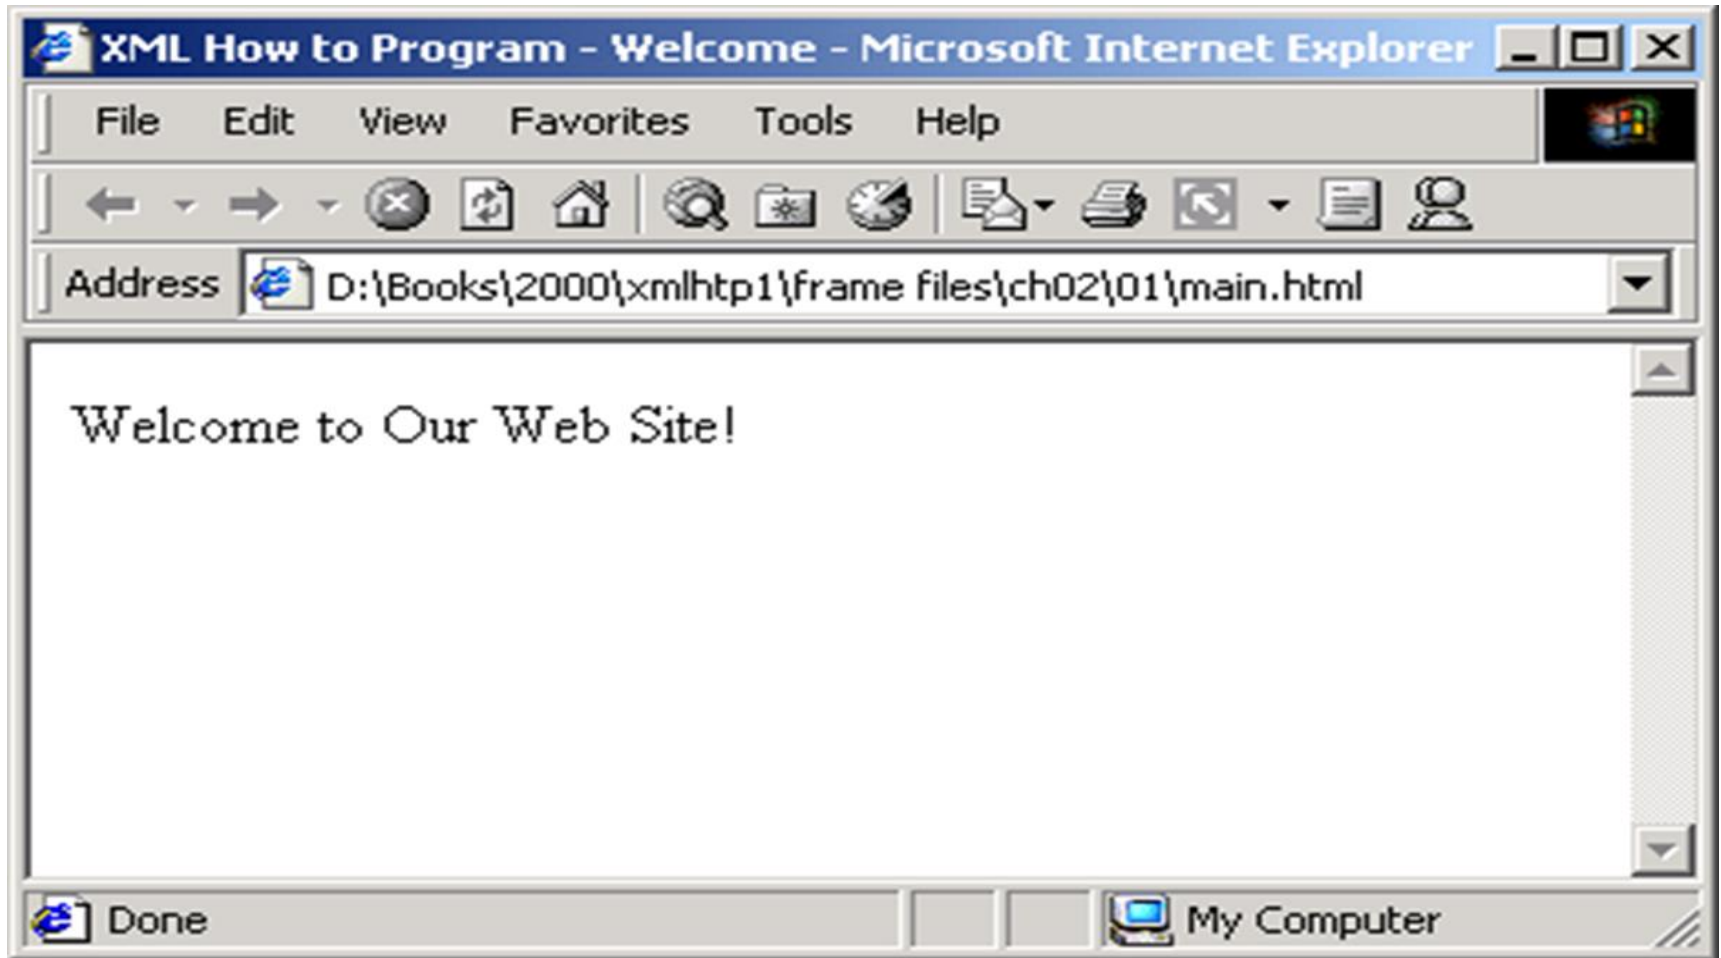 XML How to Program - Welcome - Microsoft Internet Explorer
File Edit View Favorites Tools Help
Address D:\Books\2000\xmlhtp1\frame files\ch02\01\main.html
Welcome to Our Web Site!
Done My Computer